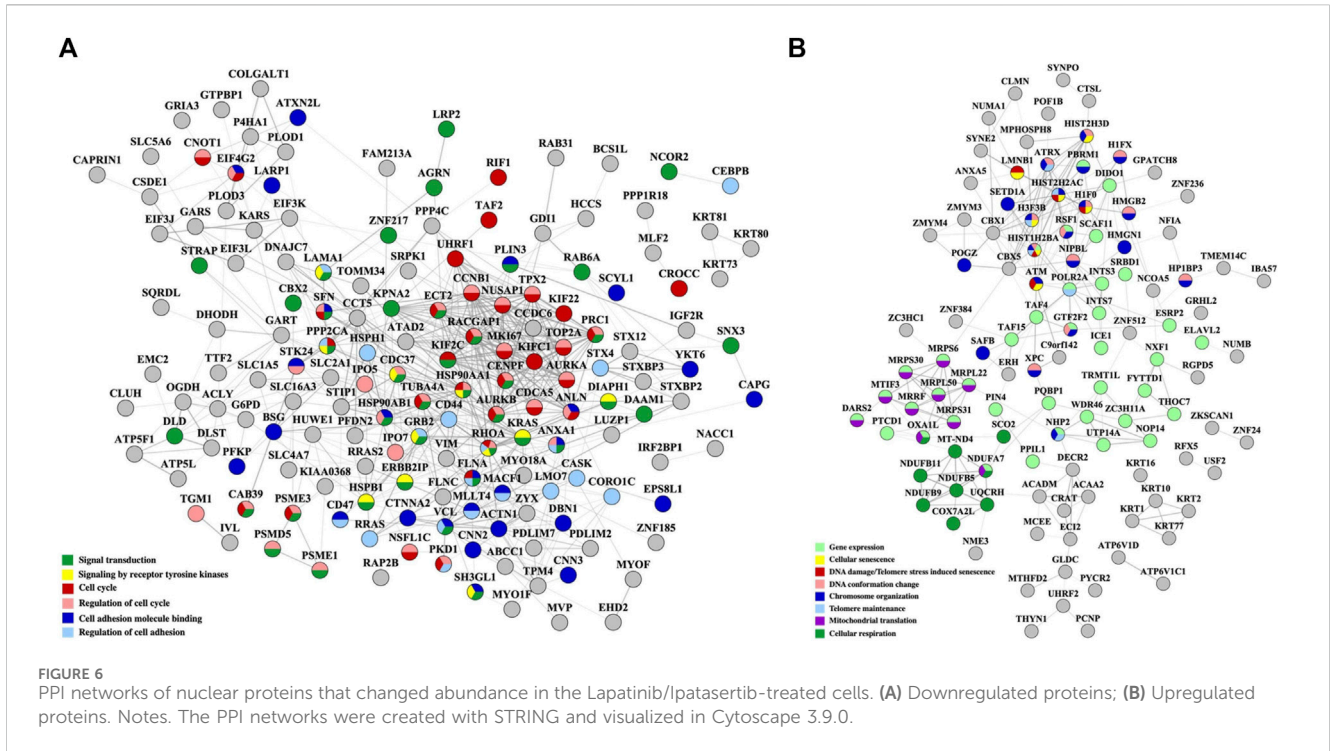 A
B
COLGALT1
GTPBP1
ATXN2L
GRIA3
P4HA1
LRP2
SLC5A6
CNOT1
PLOD1
FAM213A
RAB31
BCS1L
NCOR2
EIF4G2
RIF1
CEBPB
CAPRIN1
LARP1
AGRN
CSDE1
PLOD3
TAF2
HCCS
PPP1R18
KRT81
EIF3J
GARS
KARS
EIF3K
ZNF217
PPP4C
GDI1
KRT80
STRAP
EIF3L
DNAJC7
UHRF1
MLF2
LAMA1
SRPK1
PLIN3
RAB6A
KRT73
TOMM34
CCNB1
TPX2
SCYL1
CROCC
CBX2
SFN
KPNA2
ECT2
NUSAP1
KIF22
SQRDL
CCT5
CCDC6
IGF2R
DHODH
GART
PPP2CA
ATAD2
RACGAP1
MKI67
TOP2A
PRC1
STX12
SNX3
HSPH1
STK24
KIF2C
KIFC1
STX4
YKT6
EMC2
TTF2
SLC1A5
SLC2A1
CDC37
CENPF
AURKA
STXBP3
IPO5
HSP90AA1
CLUH
OGDH
SLC16A3
STIP1
TUBA4A
CDCA5
DIAPH1
STXBP2
CAPG
ACLY
G6PD
HSP90AB1
CD44
AURKB
ANLN
DAAM1
DLD
BSG
HUWE1
PFDN2
GRB2
KRAS
LUZP1
ATP5F1
DLST
IPO7
RHOA
ANXA1
NACC1
ATP5L
PFKP
SLC4A7
RRAS2
VIM
IRF2BP1
KIAA0368
ERBB2IP
FLNA
MYO18A
CASK
TGM1
CAB39
PSME3
HSPB1
FLNC
MACF1
LMO7
CORO1C
EPS8L1
CTNNA2
MLLT4
ZYX
IVL
CD47
VCL
ACTN1
DBN1
PSMD5
RRAS
NSFL1C
CNN2
PDLIM7
PDLIM2
ZNF185
PSME1
PKD1
ABCC1
RAP2B
CNN3
MYOF
SH3GL1
TPM4
MYO1F
MVP
EHD2
Signal transduction
Signaling by receptor tyrosine kinases
Cell cycle
Regulation of cell cycle
Cell adhesion molecule binding
Regulation of cell adhesion
SYNPO
CLMN
CTSL
NUMA1
POF1B
MPHOSPH8
HIST2H3D
SYNE2
ATRX
PBRM1
H1FX
LMNB1
GPATCH8
ANXA5
HIST2H2AC
DIDO1
SETD1A
H1F0
HMGB2
ZNF236
ZMYM3
H3F3B
RSF1
SCAF11
NFIA
ZMYM4
CBX1
HMGN1
HIST1H2BA
NIPBL
POGZ
CBX5
SRBD1
TMEM14C
ATM
POLR2A
INTS3
NCOA5
HP1BP3
IBA57
TAF4
INTS7
GRHL2
ZC3HC1
ZNF384
GTF2F2
ZNF512
ESRP2
TAF15
ICE1
ELAVL2
MRPS6
C9orf142
NUMB
SAFB
ERH
XPC
NXF1
MRPS30
MRPL22
RGPD5
MTIF3
MRPL50
TRMT1L
FYTTD1
PQBP1
MRRF
MRPS31
PIN4
WDR46
ZC3H11A
THOC7
DARS2
ZKSCAN1
PTCD1
OXA1L
SCO2
NHP2
NOP14
ZNF24
UTP14A
MT-ND4
RFX5
NDUFB11
NDUFA7
PPIL1
DECR2
USF2
NDUFB5
KRT16
ACADM
ACAA2
NDUFB9
UQCRH
CRAT
KRT10
KRT2
KRT1
COX7A2L
MCEE
ECI2
KRT77
NME3
ATP6V1D
GLDC
ATP6V1C1
MTHFD2
PYCR2
UHRF2
THYN1
PCNP
Gene expression
Cellular senescence
DNA damage/Telomere stress induced senescence
DNA conformation change
Chromosome organization
Telomere maintenance
Mitochondrial translation
Cellular respiration
FIGURE 6
PPI networks of nuclear proteins that changed abundance in the Lapatinib/Ipatasertib-treated cells. (A) Downregulated proteins; (B) Upregulated
proteins. Notes. The PPI networks were created with STRING and visualized in Cytoscape 3.9.0.